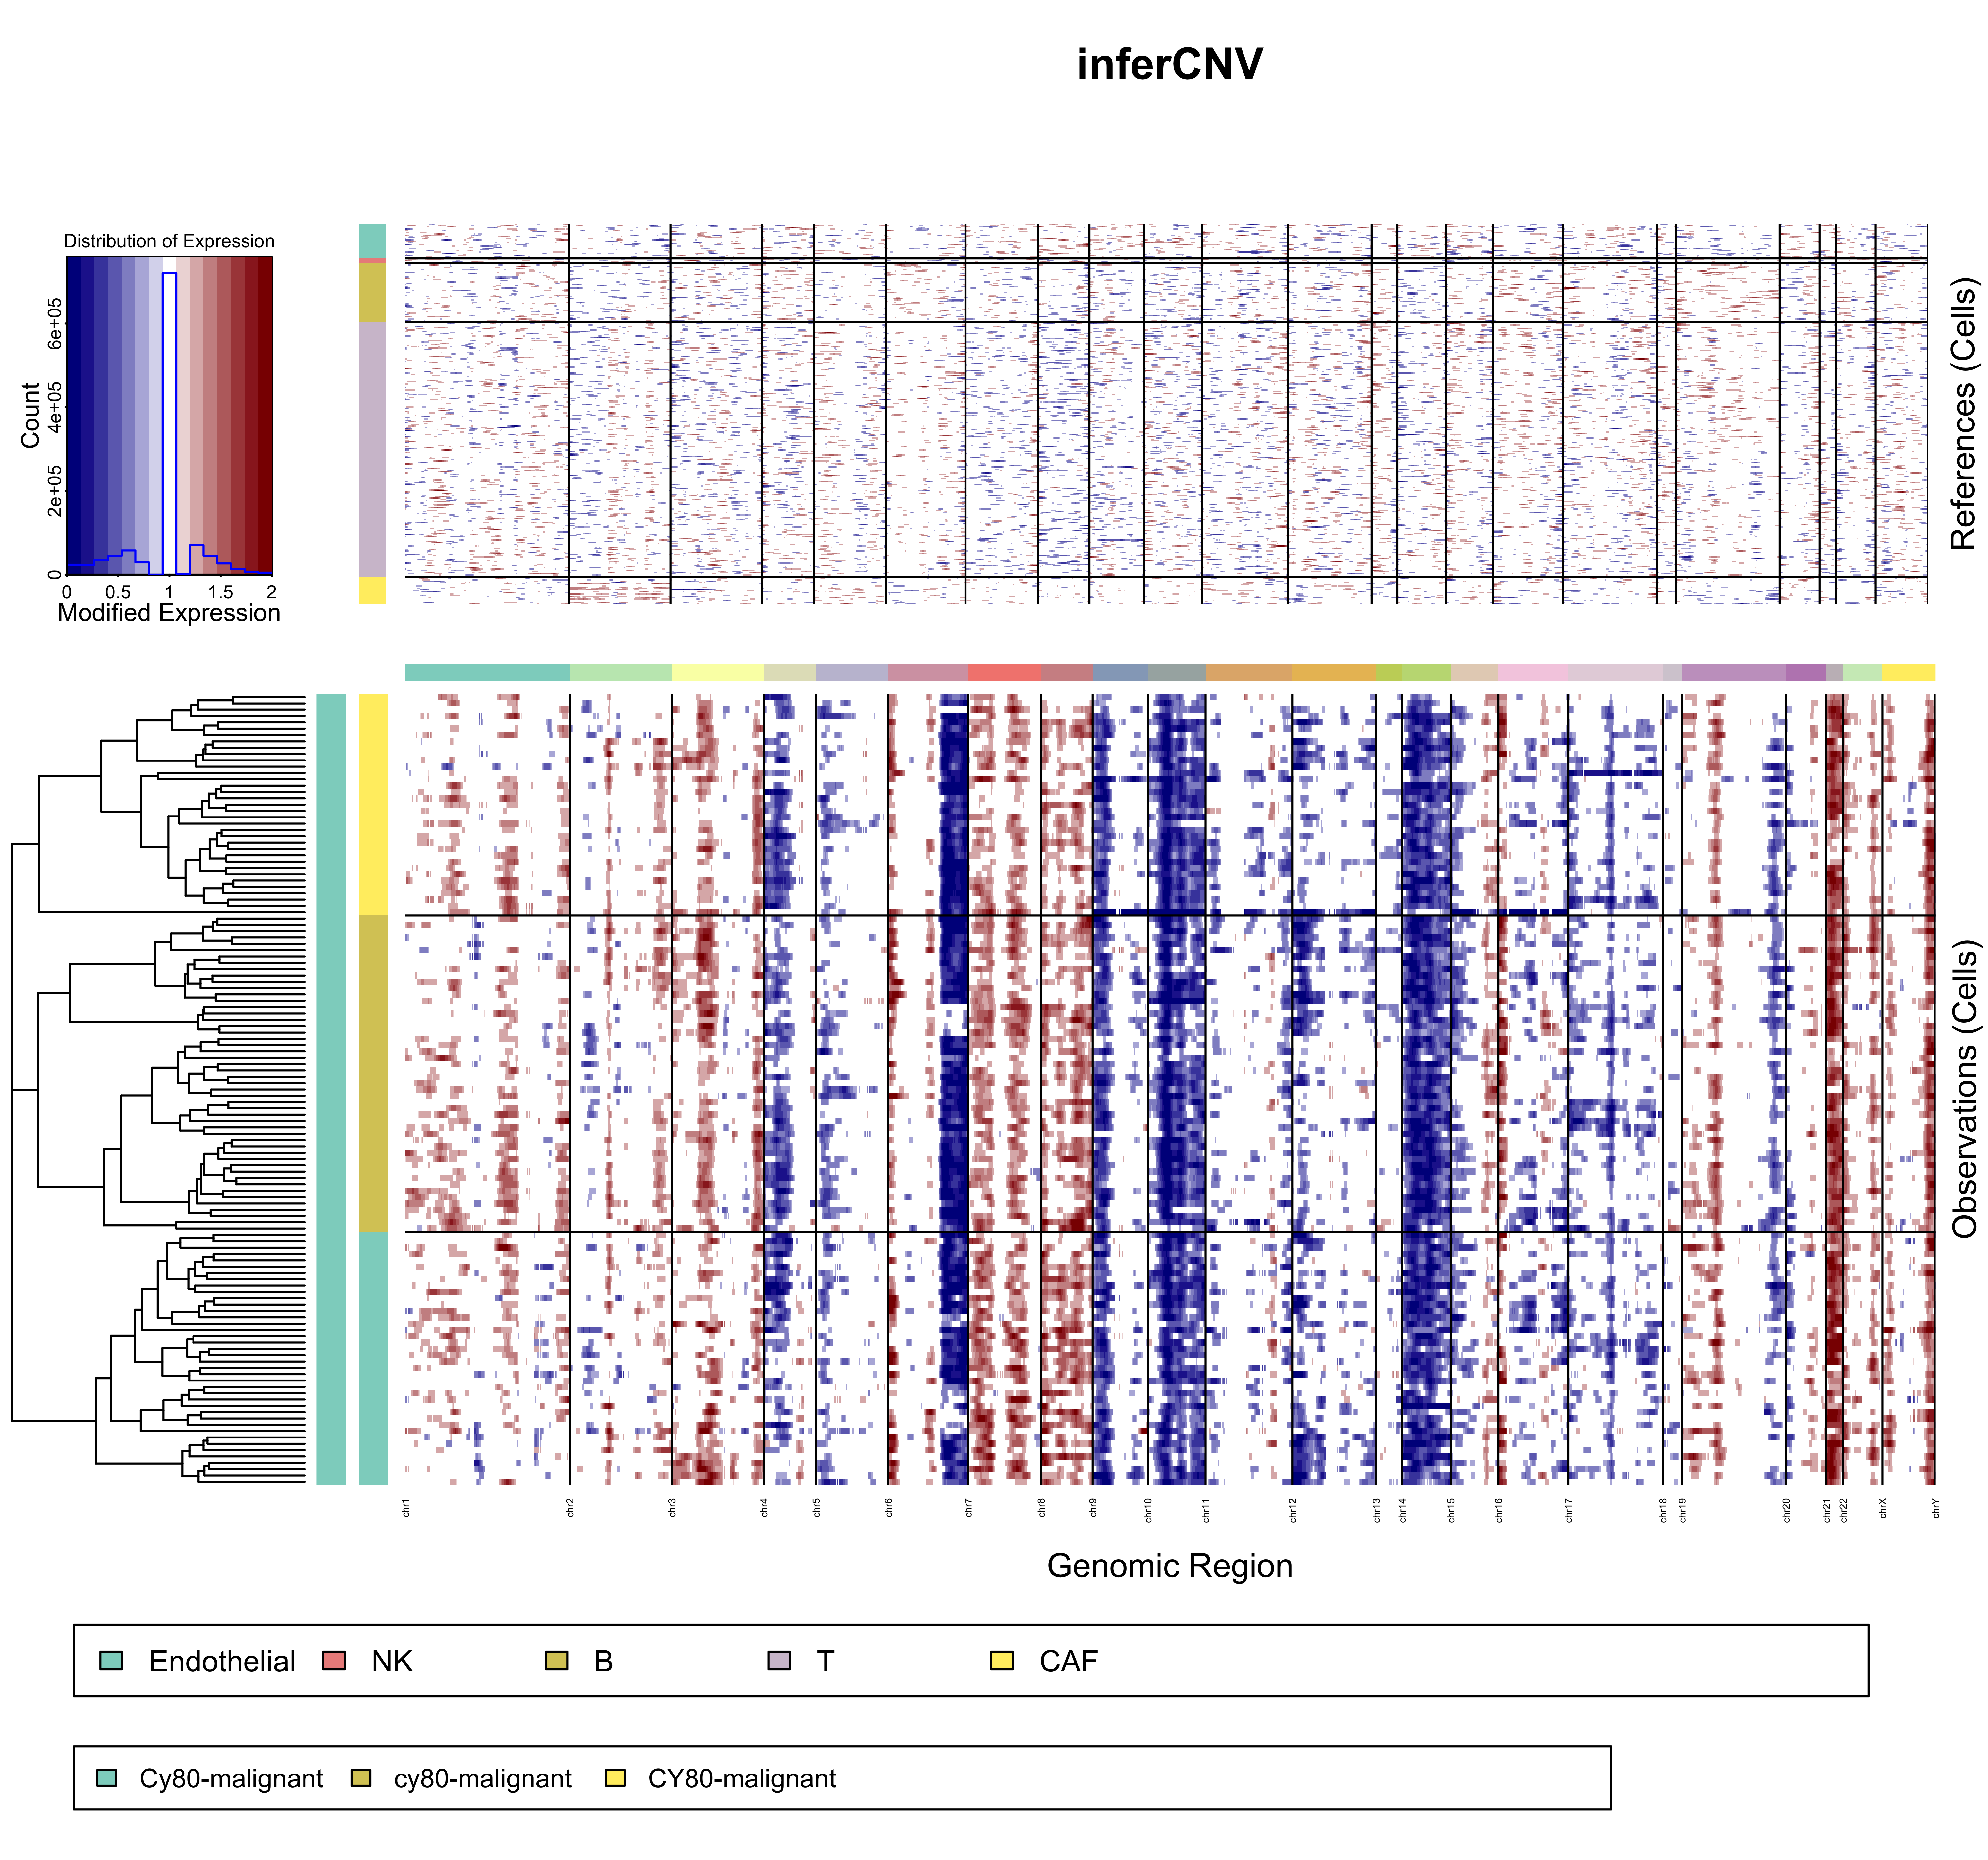 inferCNV
Distribution of Expression
Count
0 2e+05 4e+05 6e+05
0 0.5 1 1.5 2
Modified Expression
References (Cells)
Observations (Cells)
chr1 chr2 chr3 chr4 chr5 chr6 chr7 chr8 chr9 chr10 chr11 chr12 chr13 chr14 chr15 chr16 chr17 chr18 chr19 chr20 chr21 chr22 chrX chrY
Genomic Region
Endothelial NK B T CAF
Cy80-malignant cy80-malignant CY80-malignant